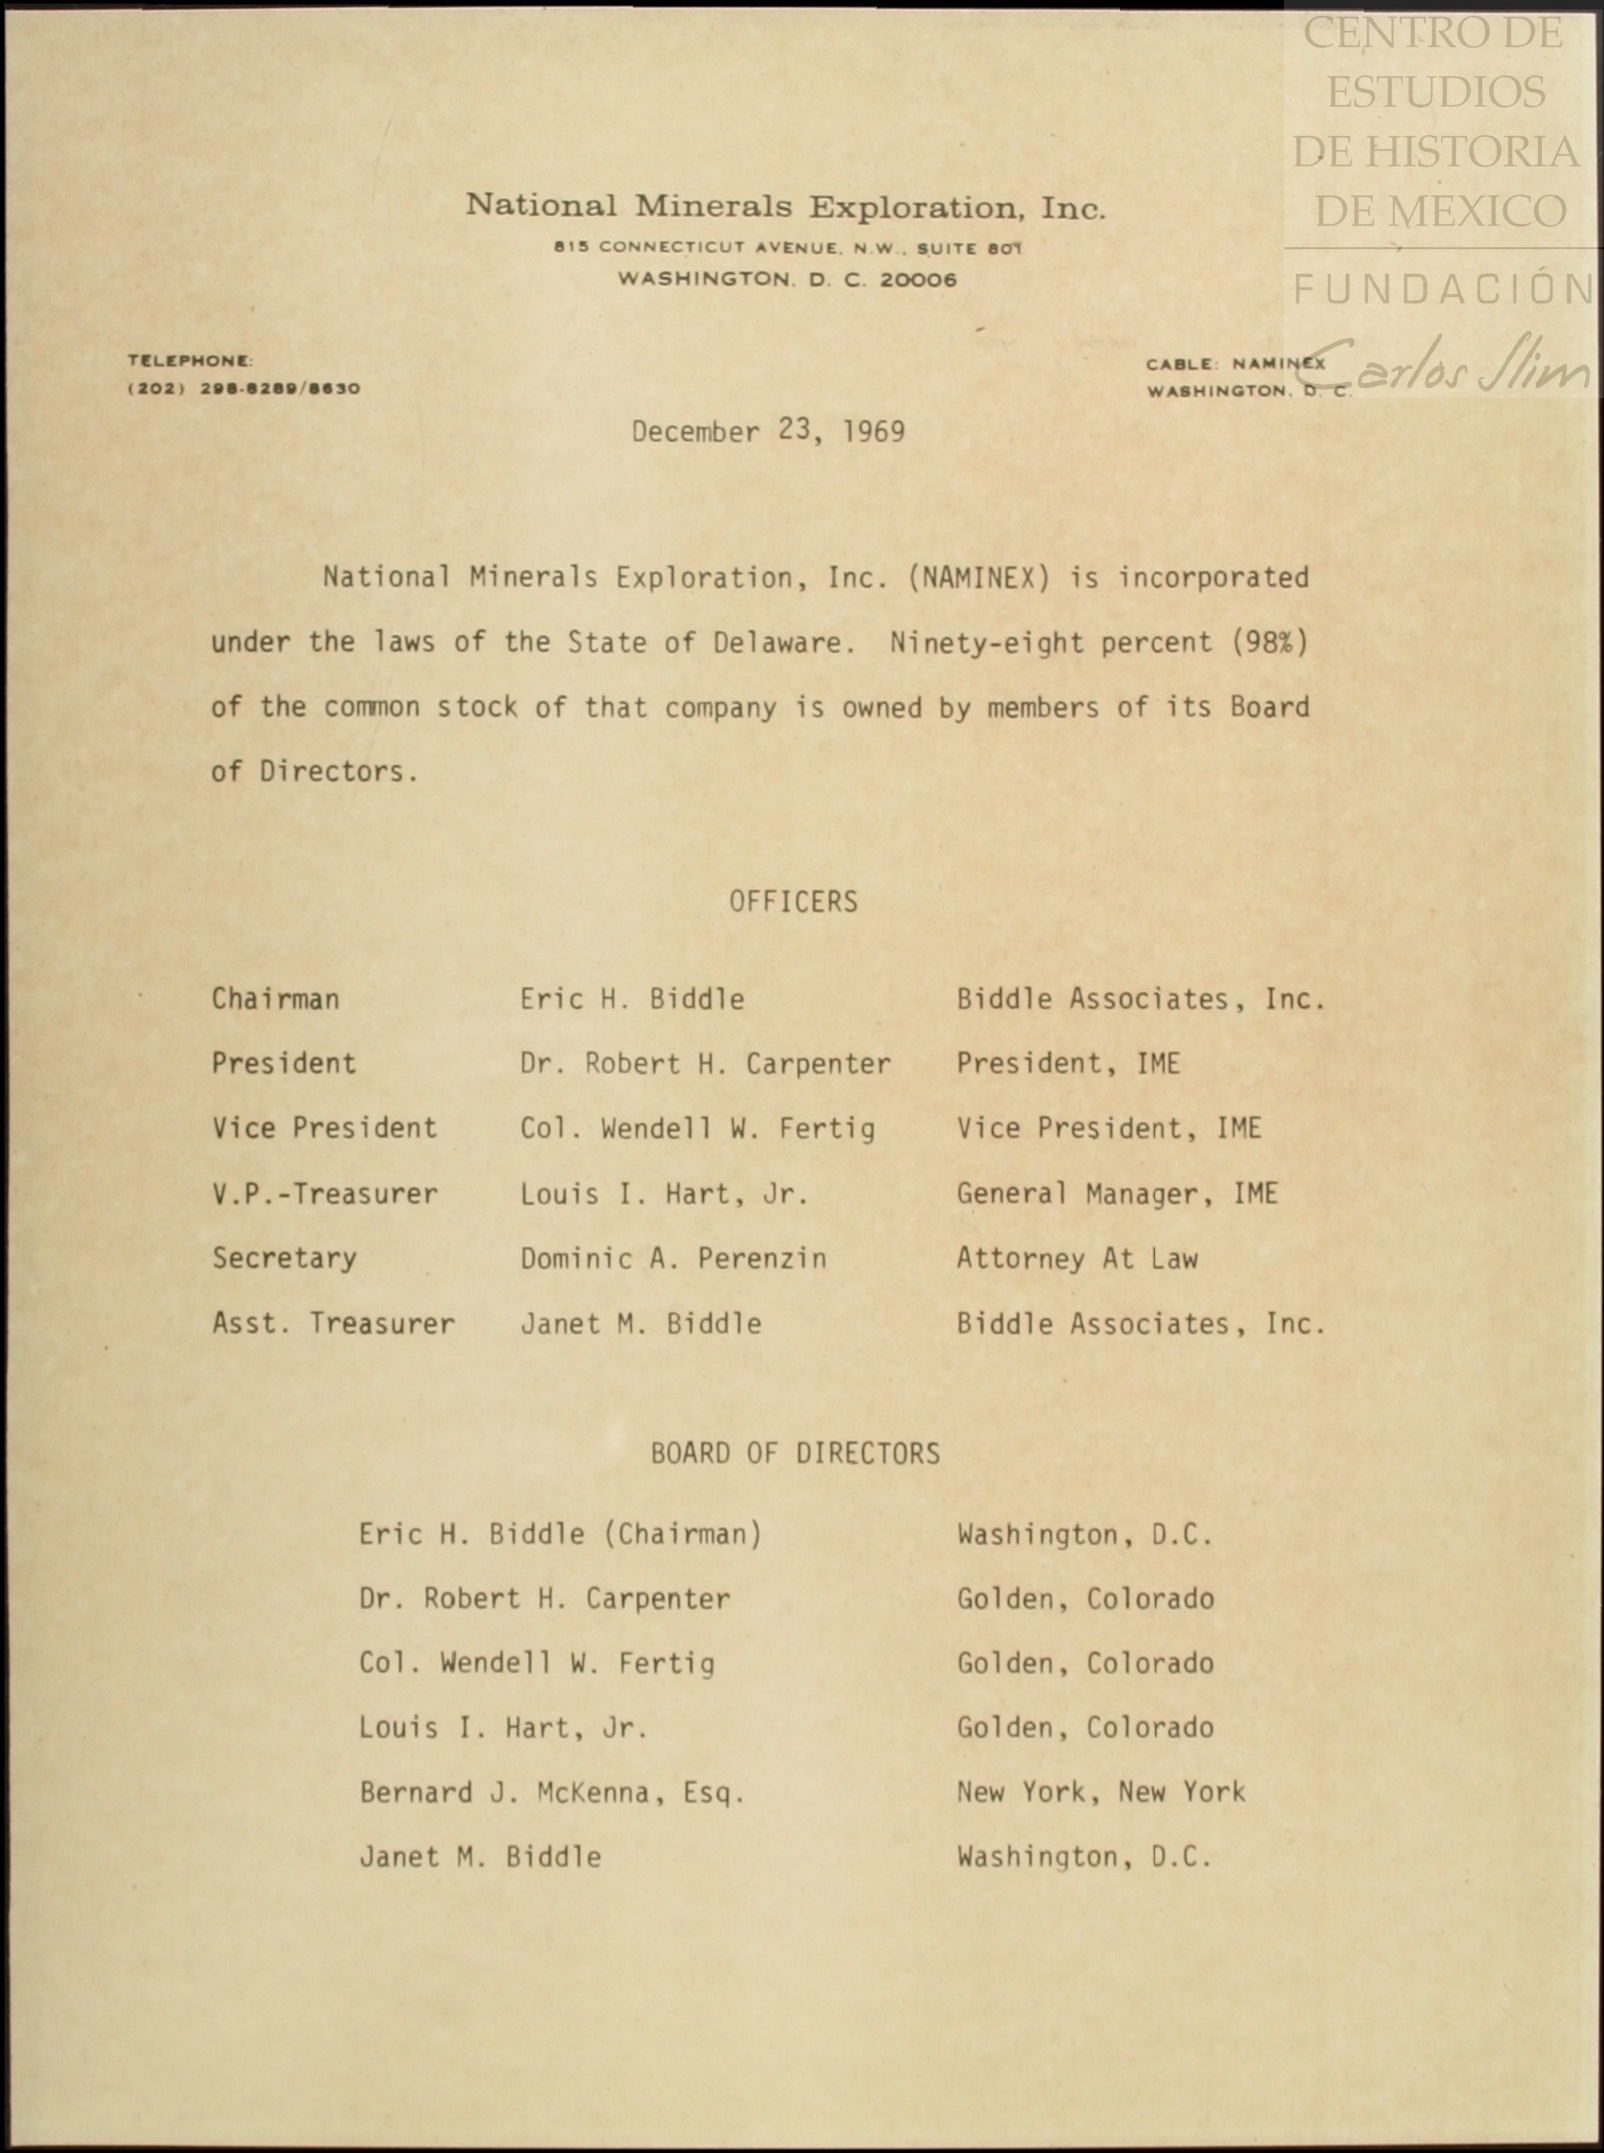 CENTRO DE
ESTUDIOS
DE HISTORIA
DE MEXICO
FUNDACIÓN
Carlos Slim
National Minerals Exploration, Inc.
815 CONNECTICUT AVENUE, N.W., SUITE 801
WASHINGTON, D. C. 20006
TELEPHONE:
(202) 298-8289/8630
CABLE: NAMINEX
WASHINGTON, D. C.
December 23, 1969
National Minerals Exploration, Inc. (NAMINEX) is incorporated
under the laws of the State of Delaware. Ninety-eight percent (98%)
of the common stock of that company is owned by members of its Board
of Directors.
OFFICERS
Chairman Eric H. Biddle Biddle Associates, Inc.
President Dr. Robert H. Carpenter President, IME
Vice President Col. Wendell W. Fertig Vice President, IME
V.P.-Treasurer Louis I. Hart, Jr. General Manager, IME
Secretary Dominic A. Perenzin Attorney At Law
Asst. Treasurer Janet M. Biddle Biddle Associates, Inc.
BOARD OF DIRECTORS
Eric H. Biddle (Chairman) Washington, D.C.
Dr. Robert H. Carpenter Golden, Colorado
Col. Wendell W. Fertig Golden, Colorado
Louis I. Hart, Jr. Golden, Colorado
Bernard J. McKenna, Esq. New York, New York
Janet M. Biddle Washington, D.C.